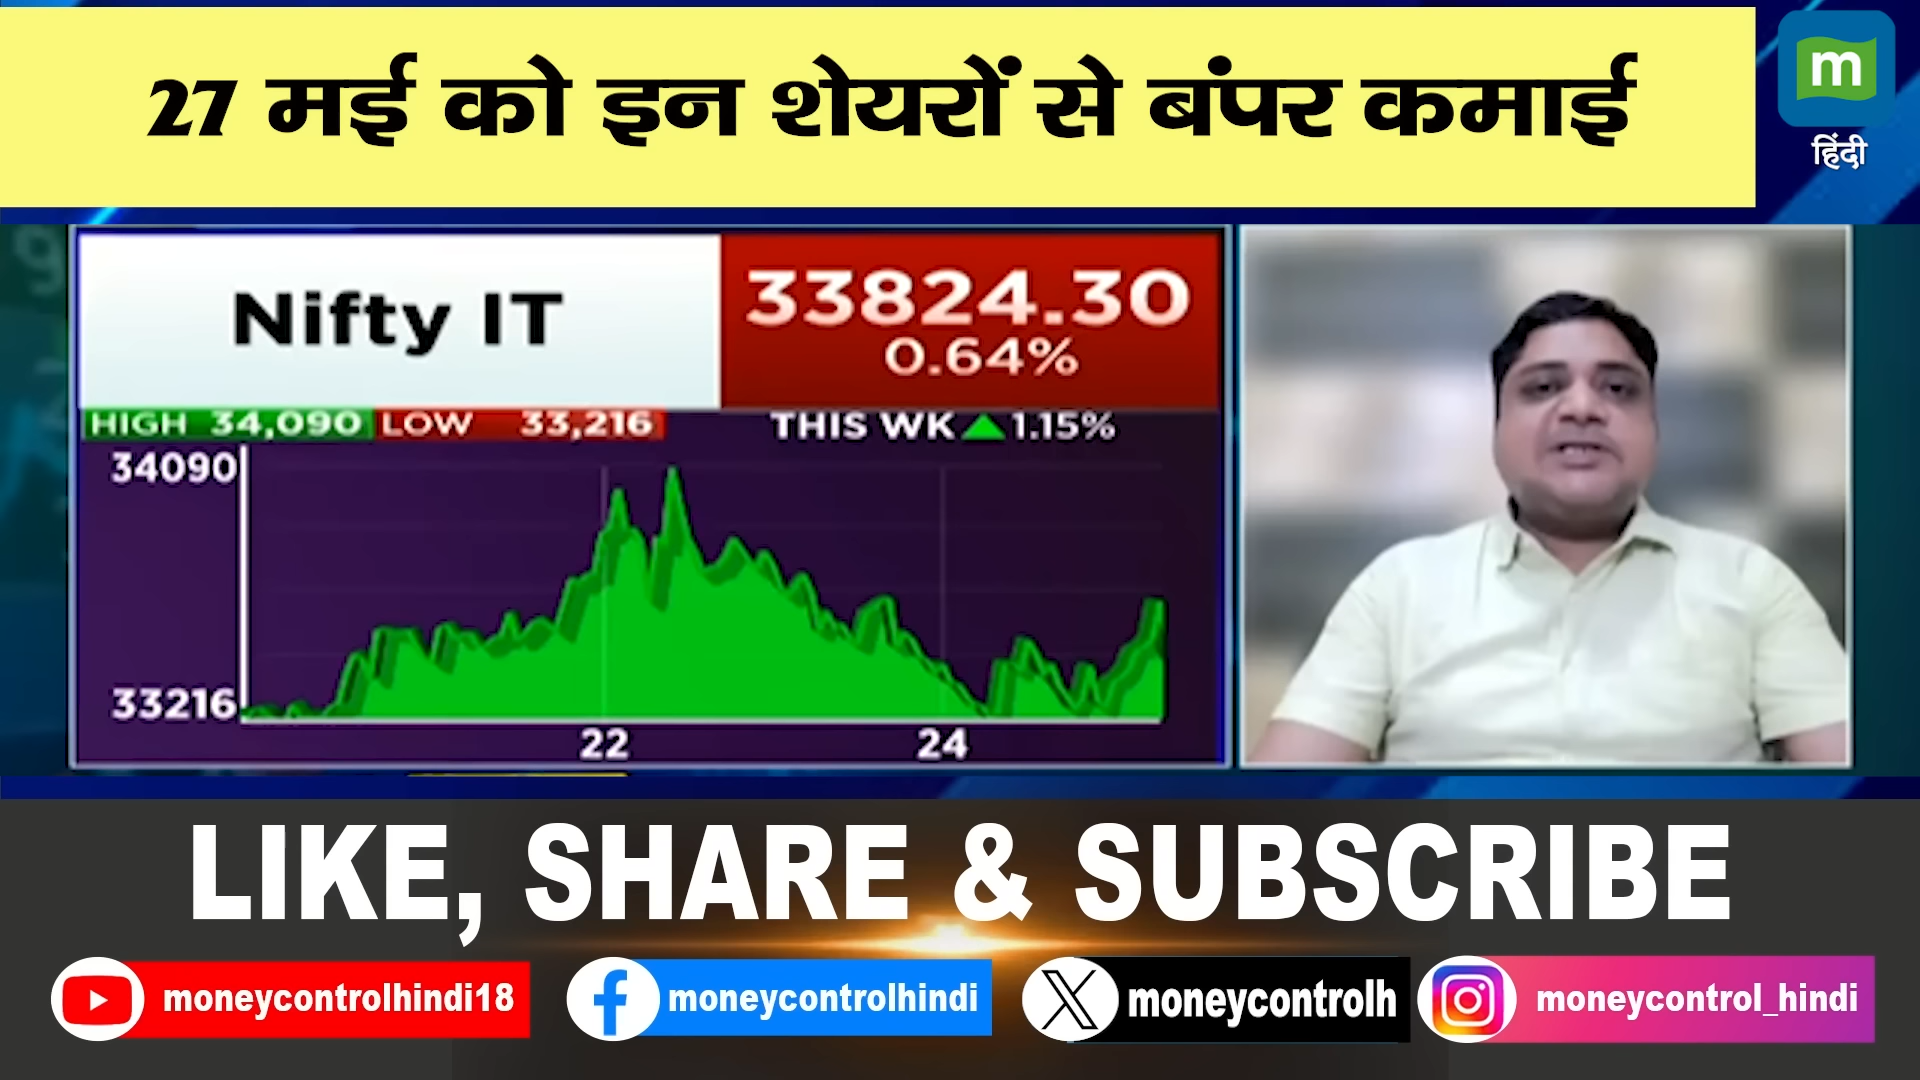 27 मई को इन शेयरों से बंपर कमाई
m
हिंदी
Nifty IT
33824.30
0.64%
HIGH 34,090 LOW 33,216 THIS WK ▲ 1.15%
34090
33216
22 24
LIKE, SHARE & SUBSCRIBE
moneycontrolhindi18 moneycontrolhindi moneycontrolh moneycontrol_hindi